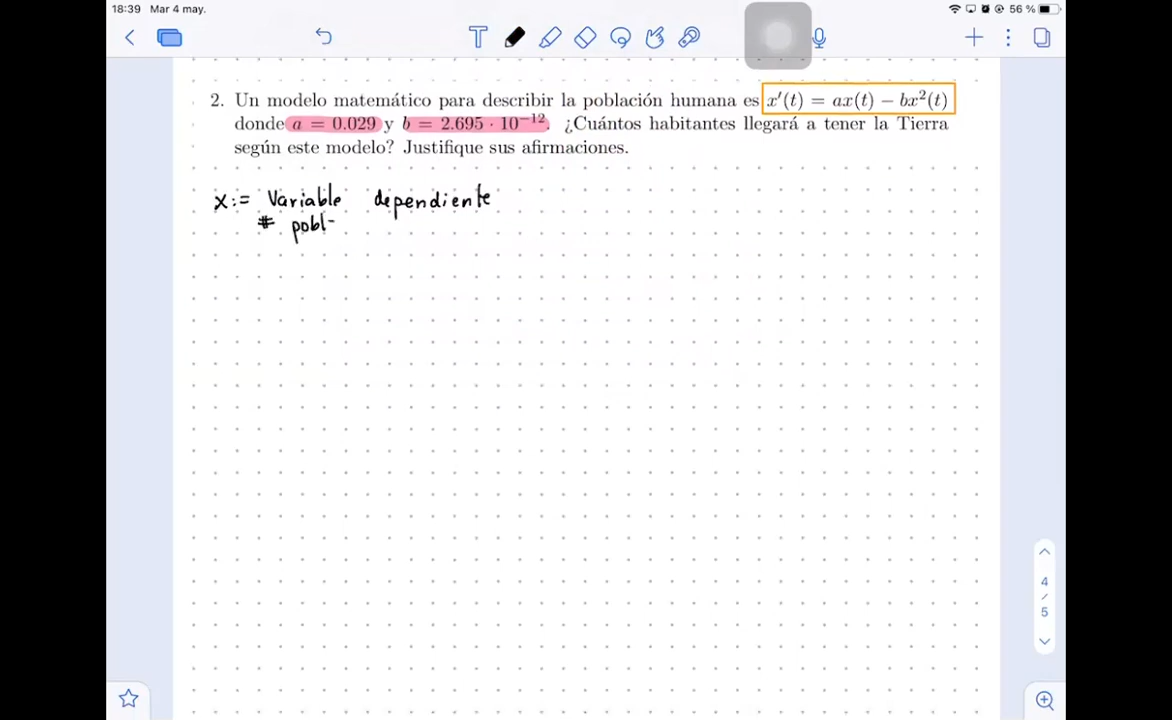 18:39 Mar 4 may.
56 %
T
2. Un modelo matemático para describir la población humana es x′(t) = ax(t) − bx²(t)
donde a = 0.029 y b = 2.695 · 10⁻¹². ¿Cuántos habitantes llegará a tener la Tierra
según este modelo? Justifique sus afirmaciones.
x := Variable dependiente
# pobl-
4
/
5